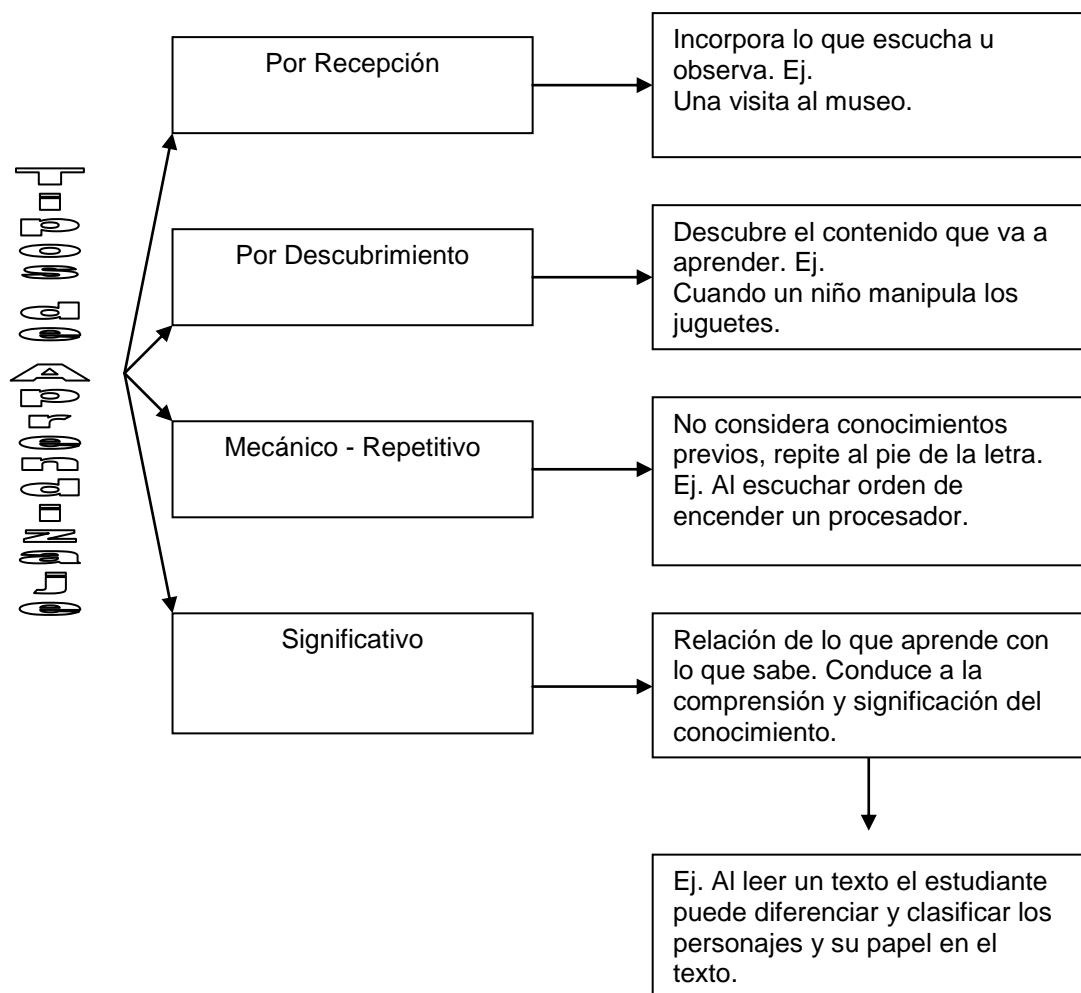 Tipos de Aprendizaje
Por Recepción
Incorpora lo que escucha u
observa. Ej.
Una visita al museo.
Por Descubrimiento
Descubre el contenido que va a
aprender. Ej.
Cuando un niño manipula los
juguetes.
Mecánico - Repetitivo
No considera conocimientos
previos, repite al pie de la letra.
Ej. Al escuchar orden de
encender un procesador.
Significativo
Relación de lo que aprende con
lo que sabe. Conduce a la
comprensión y significación del
conocimiento.
Ej. Al leer un texto el estudiante
puede diferenciar y clasificar los
personajes y su papel en el
texto.